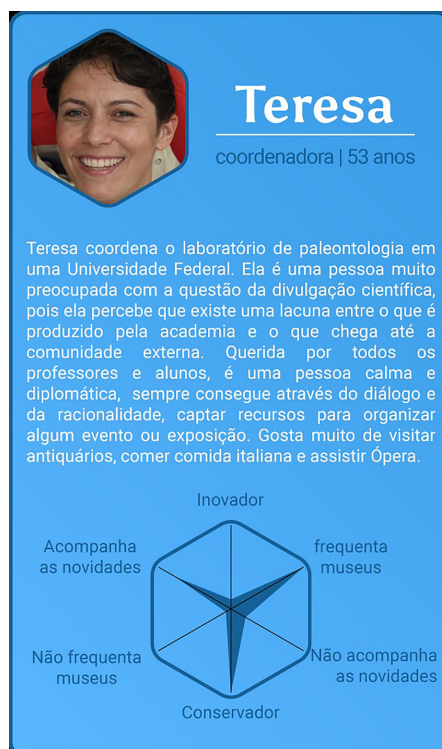 Teresa
coordenadora | 53 anos
Teresa coordena o laboratório de paleontologia em
uma Universidade Federal. Ela é uma pessoa muito
preocupada com a questão da divulgação científica,
pois ela percebe que existe uma lacuna entre o que é
produzido pela academia e o que chega até a
comunidade externa. Querida por todos os
professores e alunos, é uma pessoa calma e
diplomática, sempre consegue através do diálogo e
da racionalidade, captar recursos para organizar
algum evento ou exposição. Gosta muito de visitar
antiquários, comer comida italiana e assistir Ópera.
Inovador
Acompanha
as novidades
frequenta
museus
Não frequenta
museus
Não acompanha
as novidades
Conservador